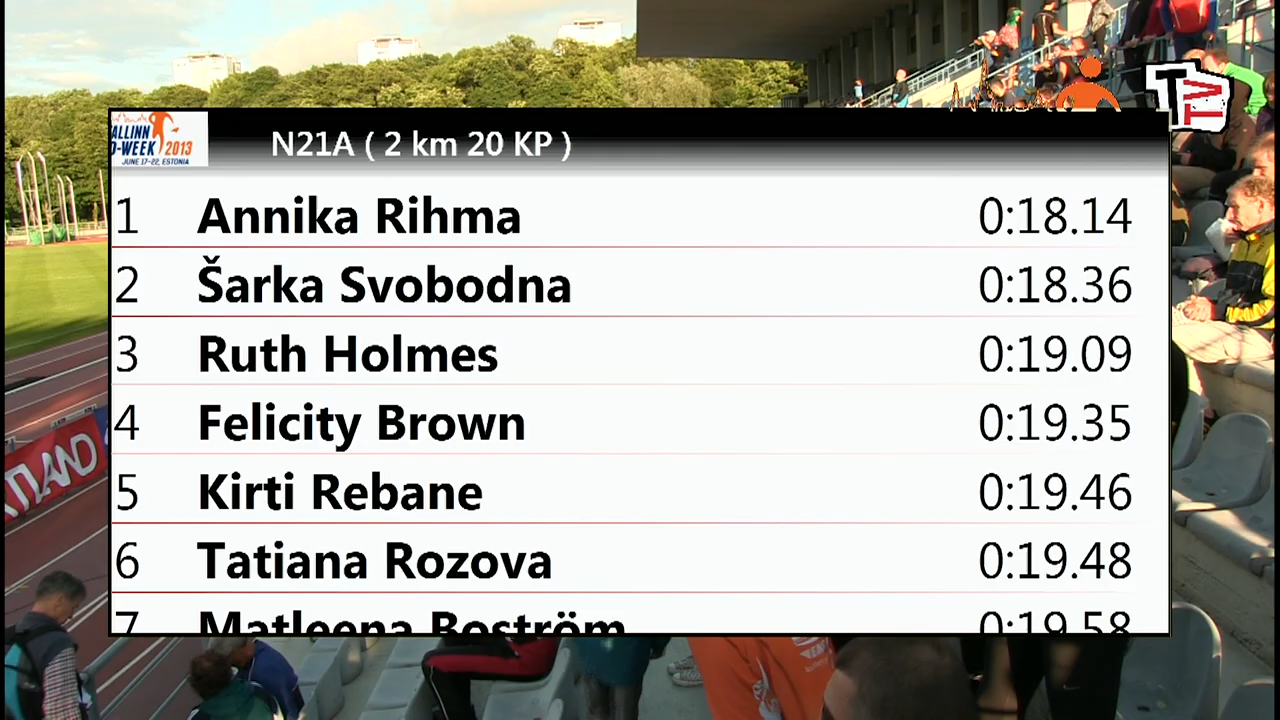 ALLINN
O-WEEK 2013
JUNE 17-22, ESTONIA
N21A ( 2 km 20 KP )
1 Annika Rihma 0:18.14
2 Šarka Svobodna 0:18.36
3 Ruth Holmes 0:19.09
4 Felicity Brown 0:19.35
5 Kirti Rebane 0:19.46
6 Tatiana Rozova 0:19.48
7 Matleena Boström 0:19.58
TLAND